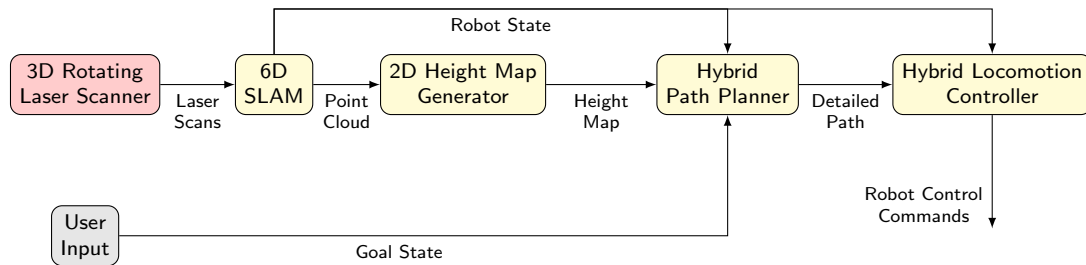 Robot State
3D Rotating
Laser Scanner
Laser
Scans
6D
SLAM
Point
Cloud
2D Height Map
Generator
Height
Map
Hybrid
Path Planner
Detailed
Path
Hybrid Locomotion
Controller
Robot Control
Commands
User
Input
Goal State